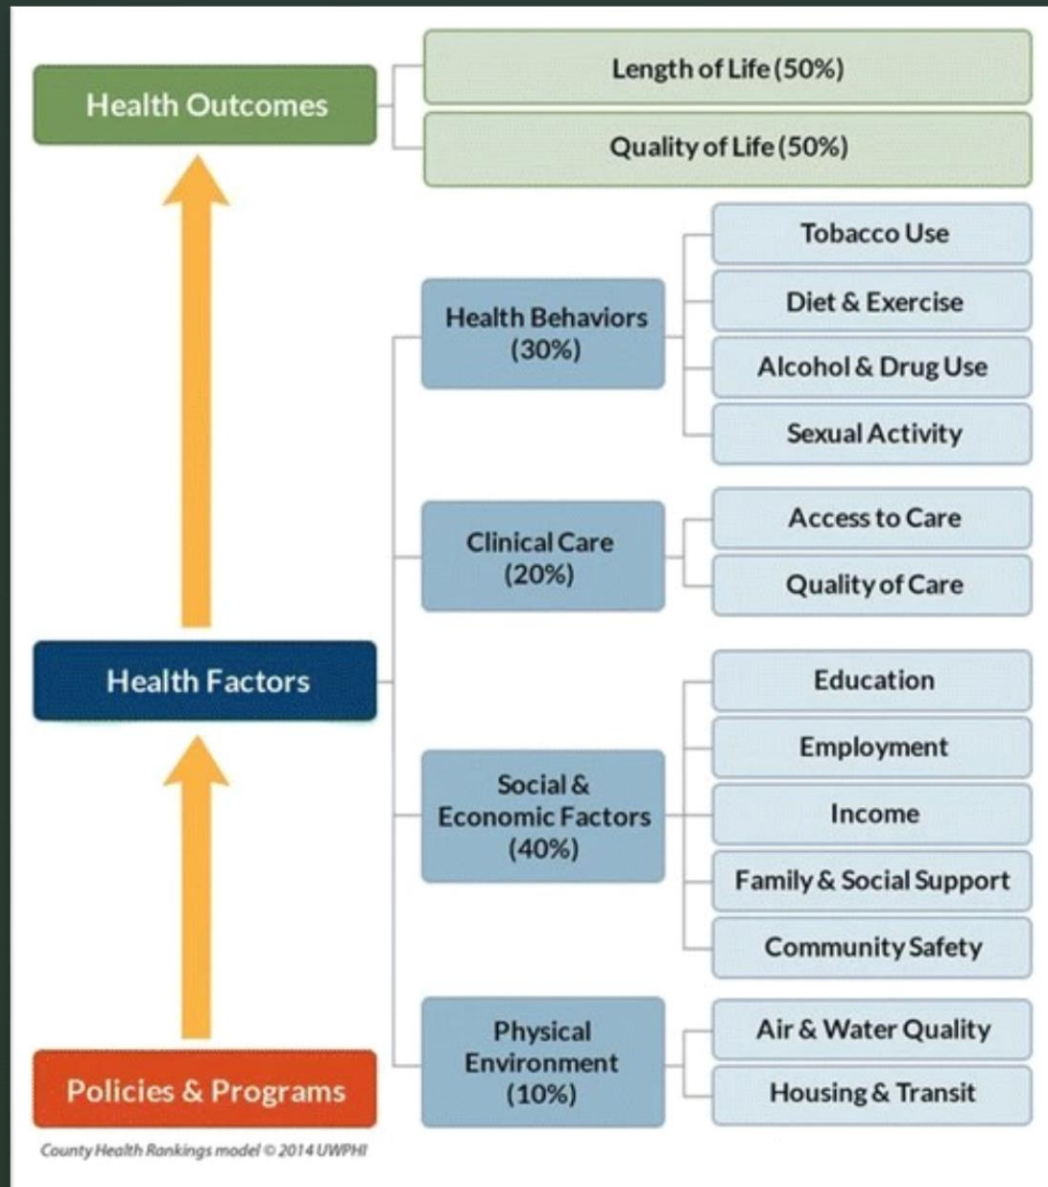 Health Outcomes
Length of Life (50%)
Quality of Life (50%)
Health Factors
Health Behaviors
(30%)
Tobacco Use
Diet & Exercise
Alcohol & Drug Use
Sexual Activity
Clinical Care
(20%)
Access to Care
Quality of Care
Social &
Economic Factors
(40%)
Education
Employment
Income
Family & Social Support
Community Safety
Physical
Environment
(10%)
Air & Water Quality
Housing & Transit
Policies & Programs
County Health Rankings model © 2014 UWPHI